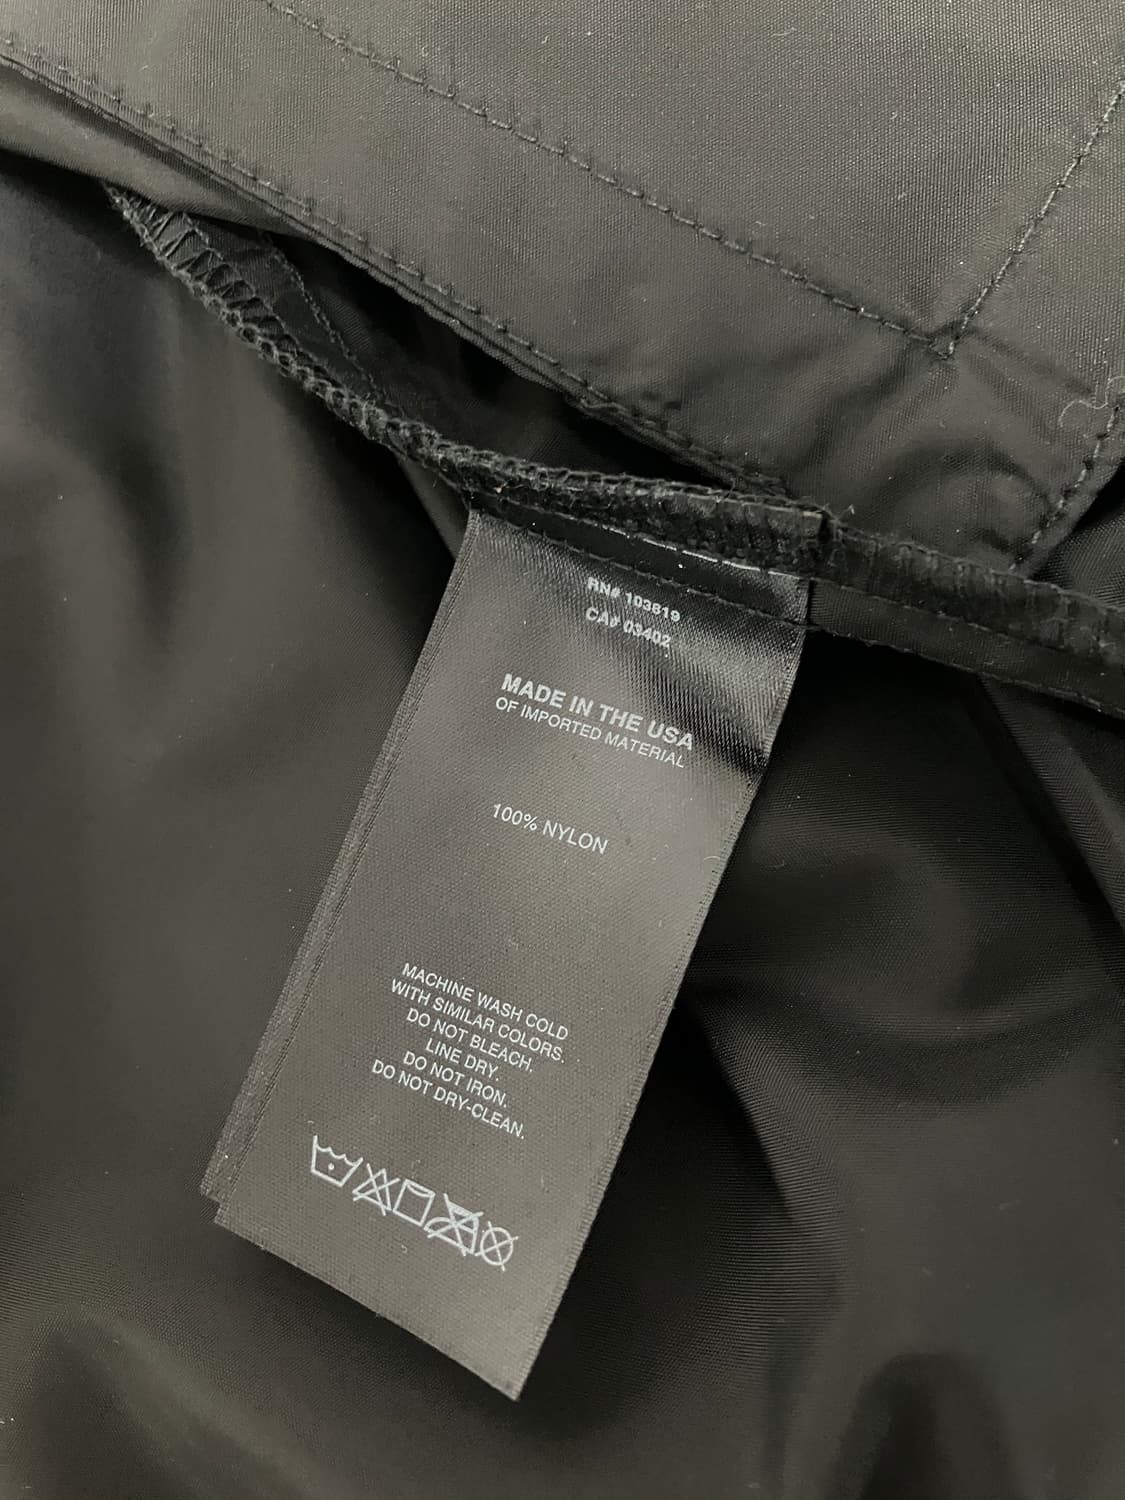 RN# 103819
CA# 03402
MADE IN THE USA
OF IMPORTED MATERIAL
100% NYLON
MACHINE WASH COLD
WITH SIMILAR COLORS.
DO NOT BLEACH.
LINE DRY.
DO NOT IRON.
DO NOT DRY-CLEAN.